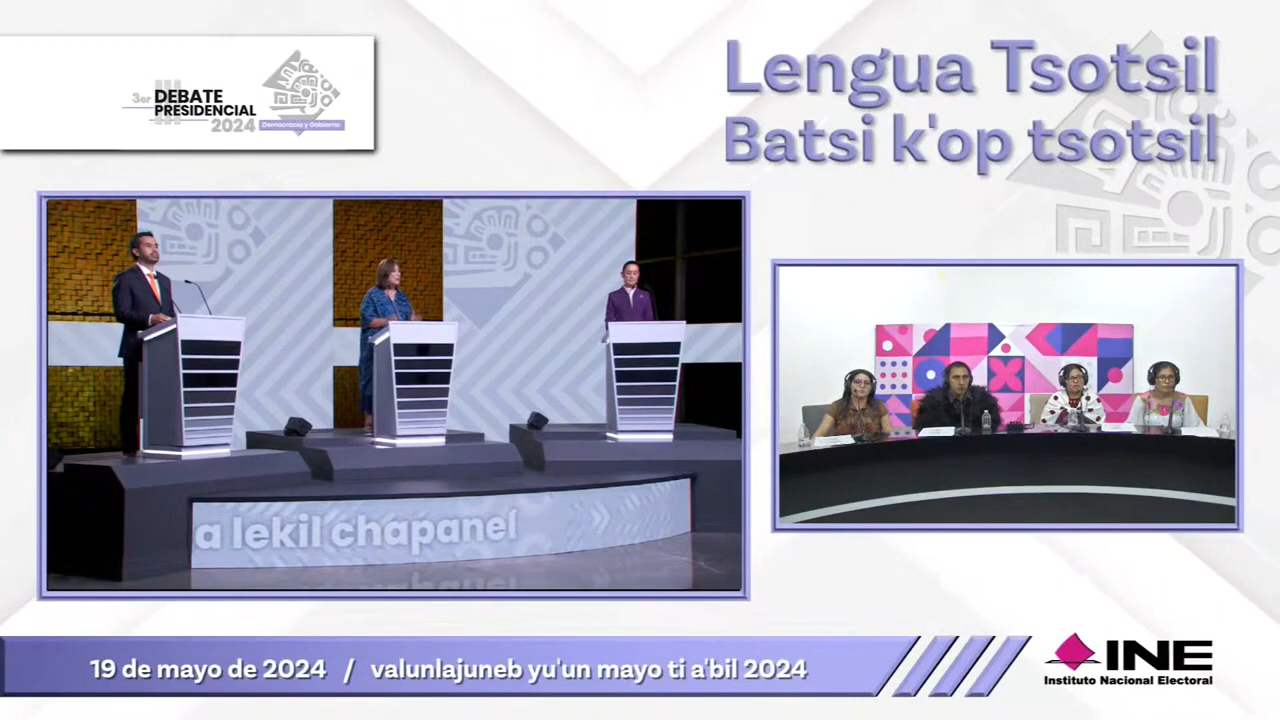 3er DEBATE
PRESIDENCIAL
2024
Democracia y Gobierno
Lengua Tsotsil
Batsi k'op tsotsil
a lekil chapanel
19 de mayo de 2024 / valunlajuneb yu'un mayo ti a'bil 2024
INE
Instituto Nacional Electoral